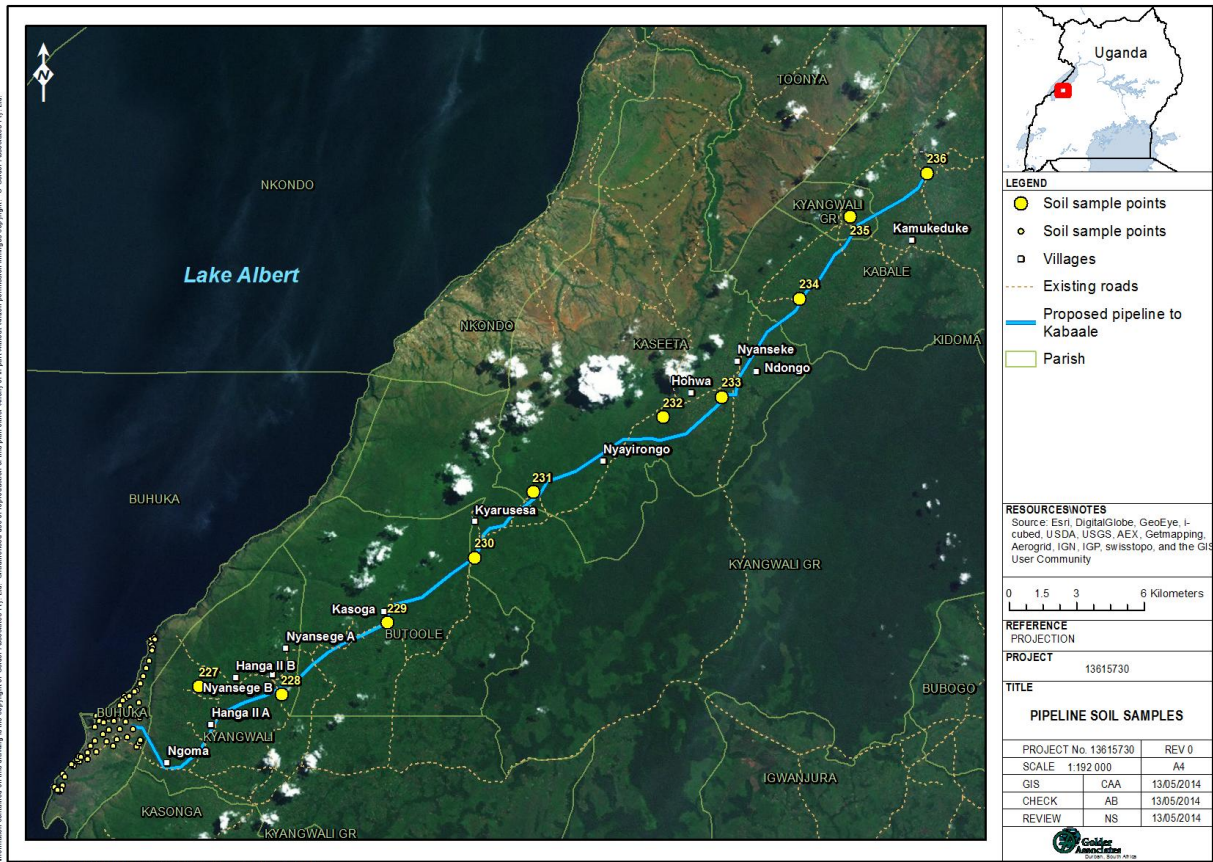 N
TOONYA
236
NKONDO
KYANGWALI
GR
235
Kamukeduke
Lake Albert
KABALE
234
NKONDO
KASEETA
KIDOMA
Nyanseke
Ndongo
Hohwa
233
232
Nyayirongo
231
BUHUKA
Kyarusesa
230
KYANGWALI GR
Kasoga
229
BUTOOLE
Nyansege A
Hanga II B
227
Nyansege B
228
BUBOGO
BUHUKA
Hanga II A
KYANGWALI
Ngoma
IGWANJURA
KASONGA
KYANGWALI GR
Uganda
LEGEND
Soil sample points
Soil sample points
Villages
Existing roads
Proposed pipeline to
Kabaale
Parish
RESOURCES\NOTES
Source: Esri, DigitalGlobe, GeoEye, i-
cubed, USDA, USGS, AEX, Getmapping,
Aerogrid, IGN, IGP, swisstopo, and the GIS
User Community
0 1.5 3 6 Kilometers
REFERENCE
PROJECTION
PROJECT
13615730
TITLE
PIPELINE SOIL SAMPLES
PROJECT No. 13615730 REV 0
SCALE 1:192 000 A4
GIS CAA 13/05/2014
CHECK AB 13/05/2014
REVIEW NS 13/05/2014
Golder
Associates
Durban, South Africa